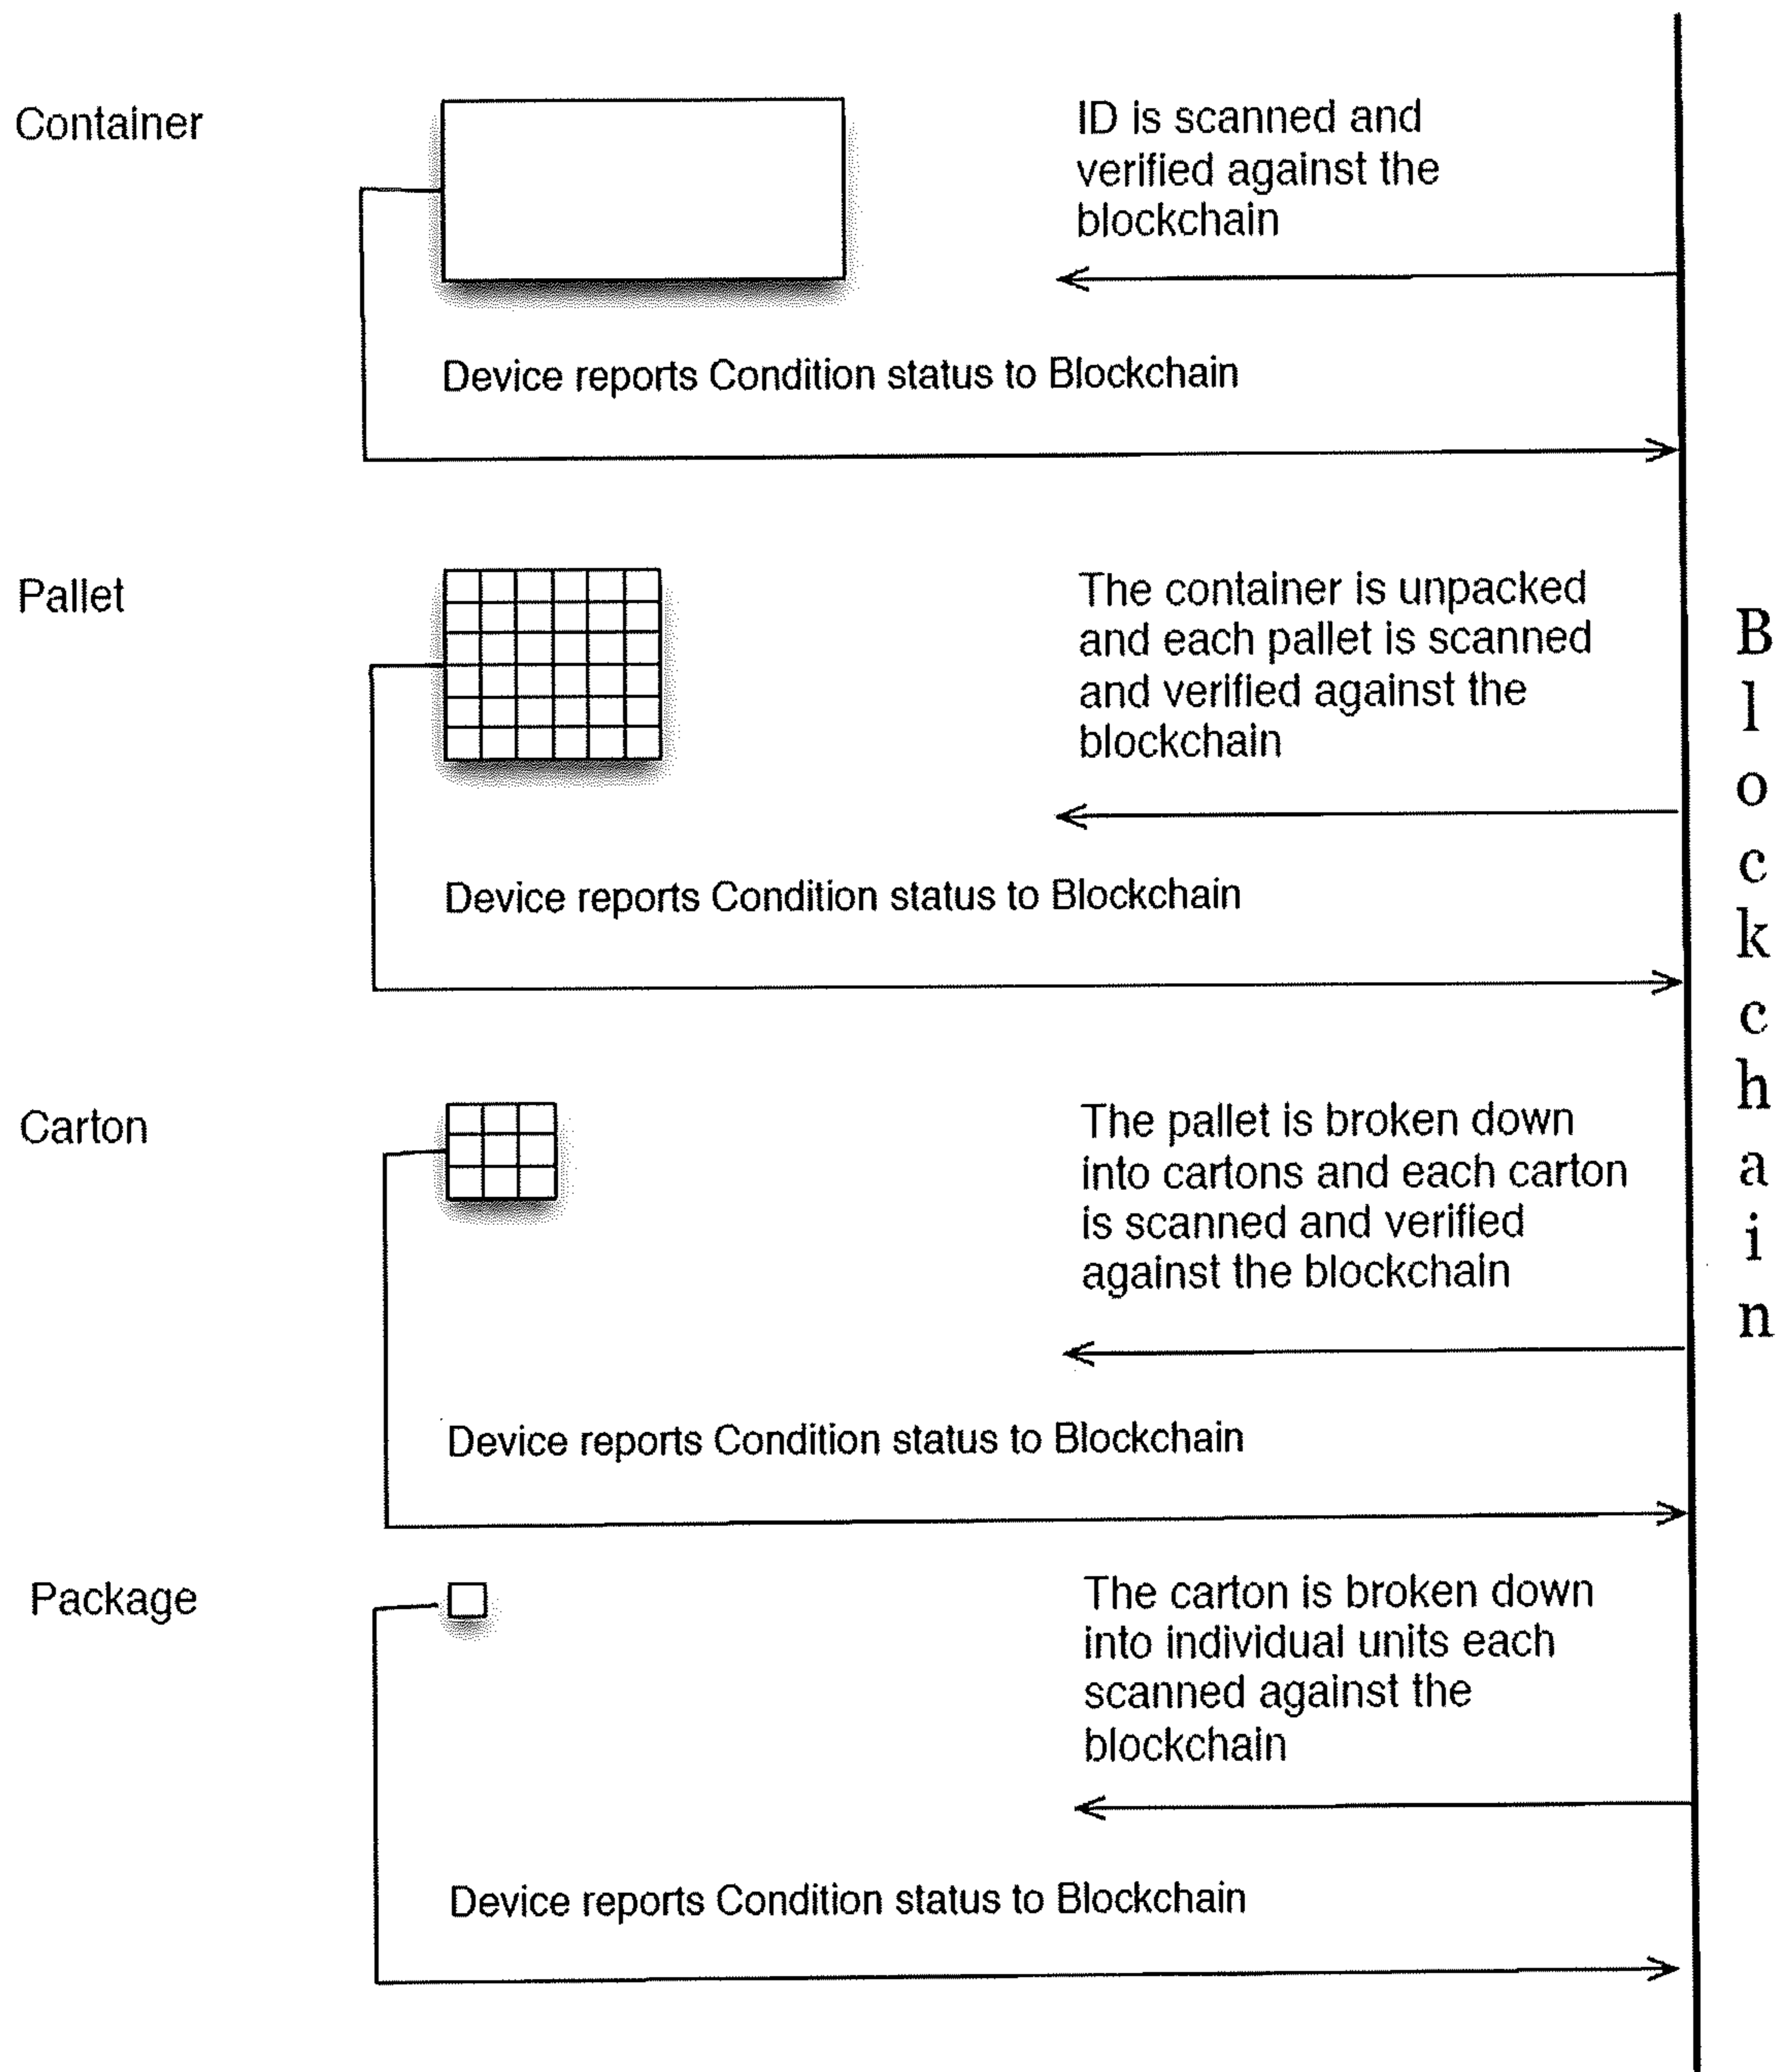 Container
ID is scanned and
verified against the
blockchain
Device reports Condition status to Blockchain
Pallet
The container is unpacked
and each pallet is scanned
and verified against the
blockchain
Device reports Condition status to Blockchain
Carton
The pallet is broken down
into cartons and each carton
is scanned and verified
against the blockchain
Device reports Condition status to Blockchain
Package
The carton is broken down
into individual units each
scanned against the
blockchain
Device reports Condition status to Blockchain
Blockchain